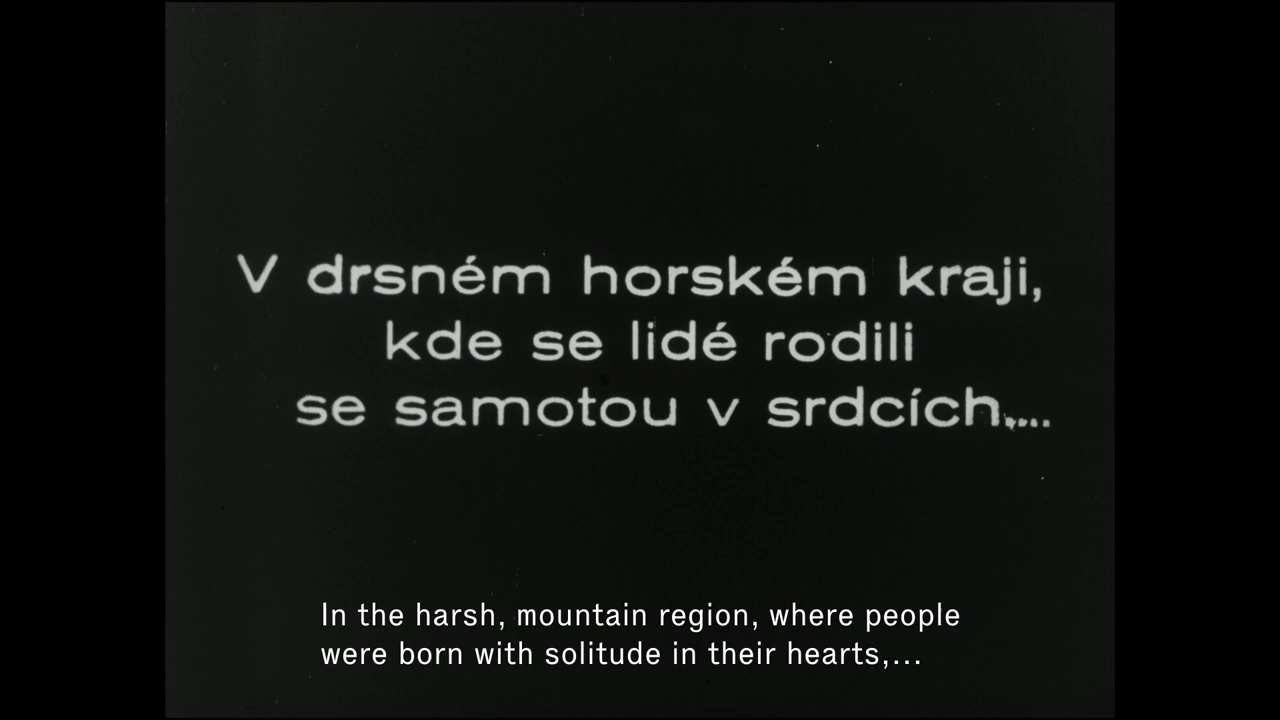 V drsném horském kraji,
kde se lidé rodili
se samotou v srdcích,...
In the harsh, mountain region, where people
were born with solitude in their hearts,...